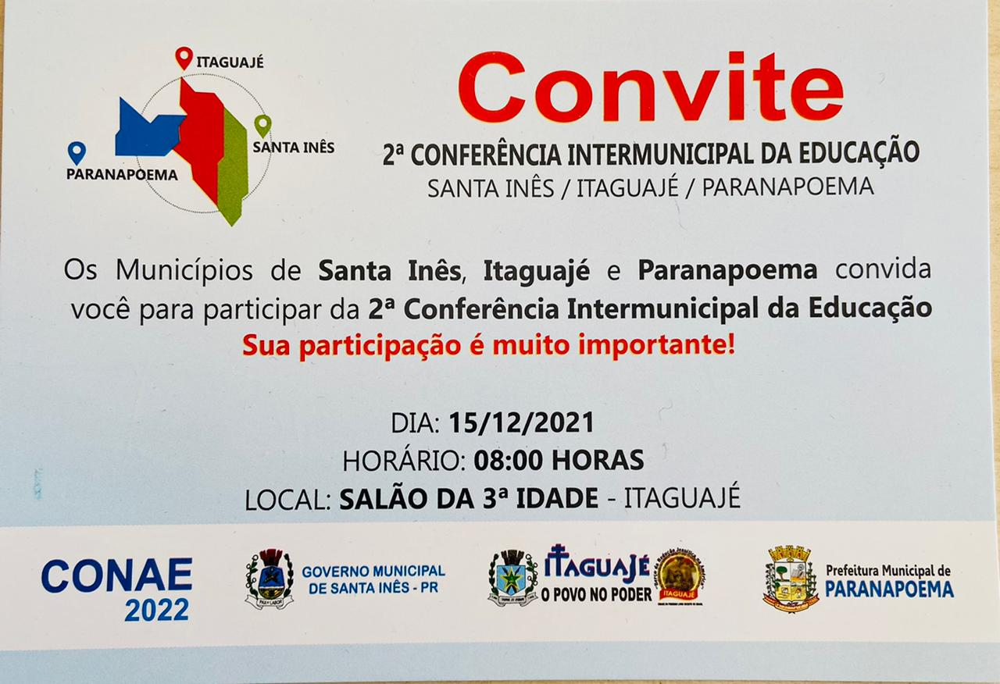 ITAGUAJÉ
SANTA INÊS
PARANAPOEMA
Convite
2ª CONFERÊNCIA INTERMUNICIPAL DA EDUCAÇÃO
SANTA INÊS / ITAGUAJÉ / PARANAPOEMA
Os Municípios de Santa Inês, Itaguajé e Paranapoema convida
você para participar da 2ª Conferência Intermunicipal da Educação
Sua participação é muito importante!
DIA: 15/12/2021
HORÁRIO: 08:00 HORAS
LOCAL: SALÃO DA 3ª IDADE - ITAGUAJÉ
CONAE
2022
GOVERNO MUNICIPAL
DE SANTA INÊS - PR
ITAGUAJÉ
O POVO NO PODER
ITAGUAJÉ
Prefeitura Municipal de
PARANAPOEMA